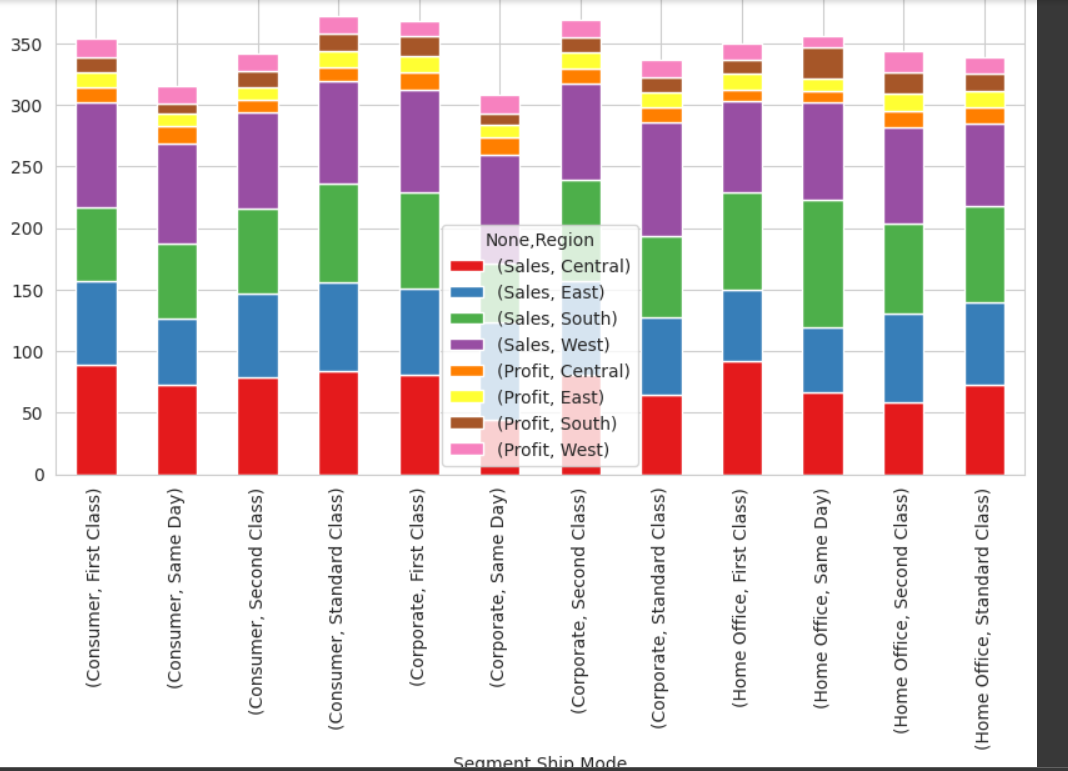 350
300
250
200
150
100
50
0
None,Region
(Sales, Central)
(Sales, East)
(Sales, South)
(Sales, West)
(Profit, Central)
(Profit, East)
(Profit, South)
(Profit, West)
(Consumer, First Class)
(Consumer, Same Day)
(Consumer, Second Class)
(Consumer, Standard Class)
(Corporate, First Class)
(Corporate, Same Day)
(Corporate, Second Class)
(Corporate, Standard Class)
(Home Office, First Class)
(Home Office, Same Day)
(Home Office, Second Class)
(Home Office, Standard Class)
Segment Ship Mode